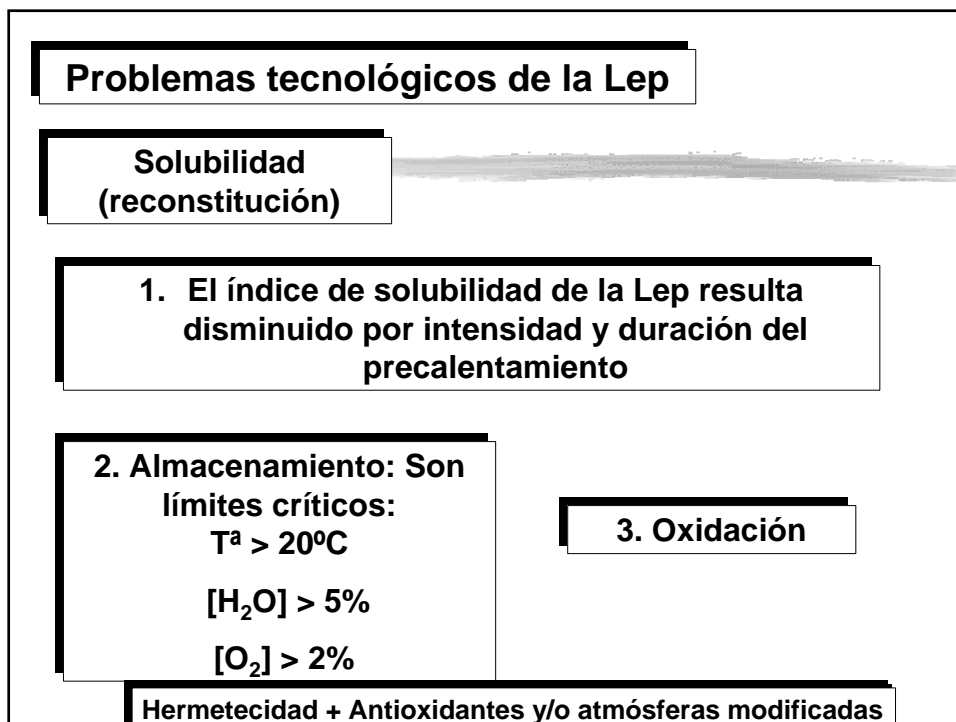 Problemas tecnológicos de la Lep
Solubilidad
(reconstitución)
1. El índice de solubilidad de la Lep resulta
disminuido por intensidad y duración del
precalentamiento
2. Almacenamiento: Son
límites críticos:
Tª > 20ºC
[H₂O] > 5%
[O₂] > 2%
3. Oxidación
Hermetecidad + Antioxidantes y/o atmósferas modificadas